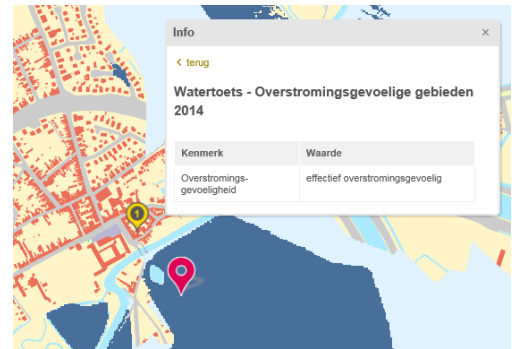 Info
×
< terug
Watertoets - Overstromingsgevoelige gebieden
2014
Kenmerk Waarde
Overstromings- effectief overstromingsgevoelig
gevoeligheid
1